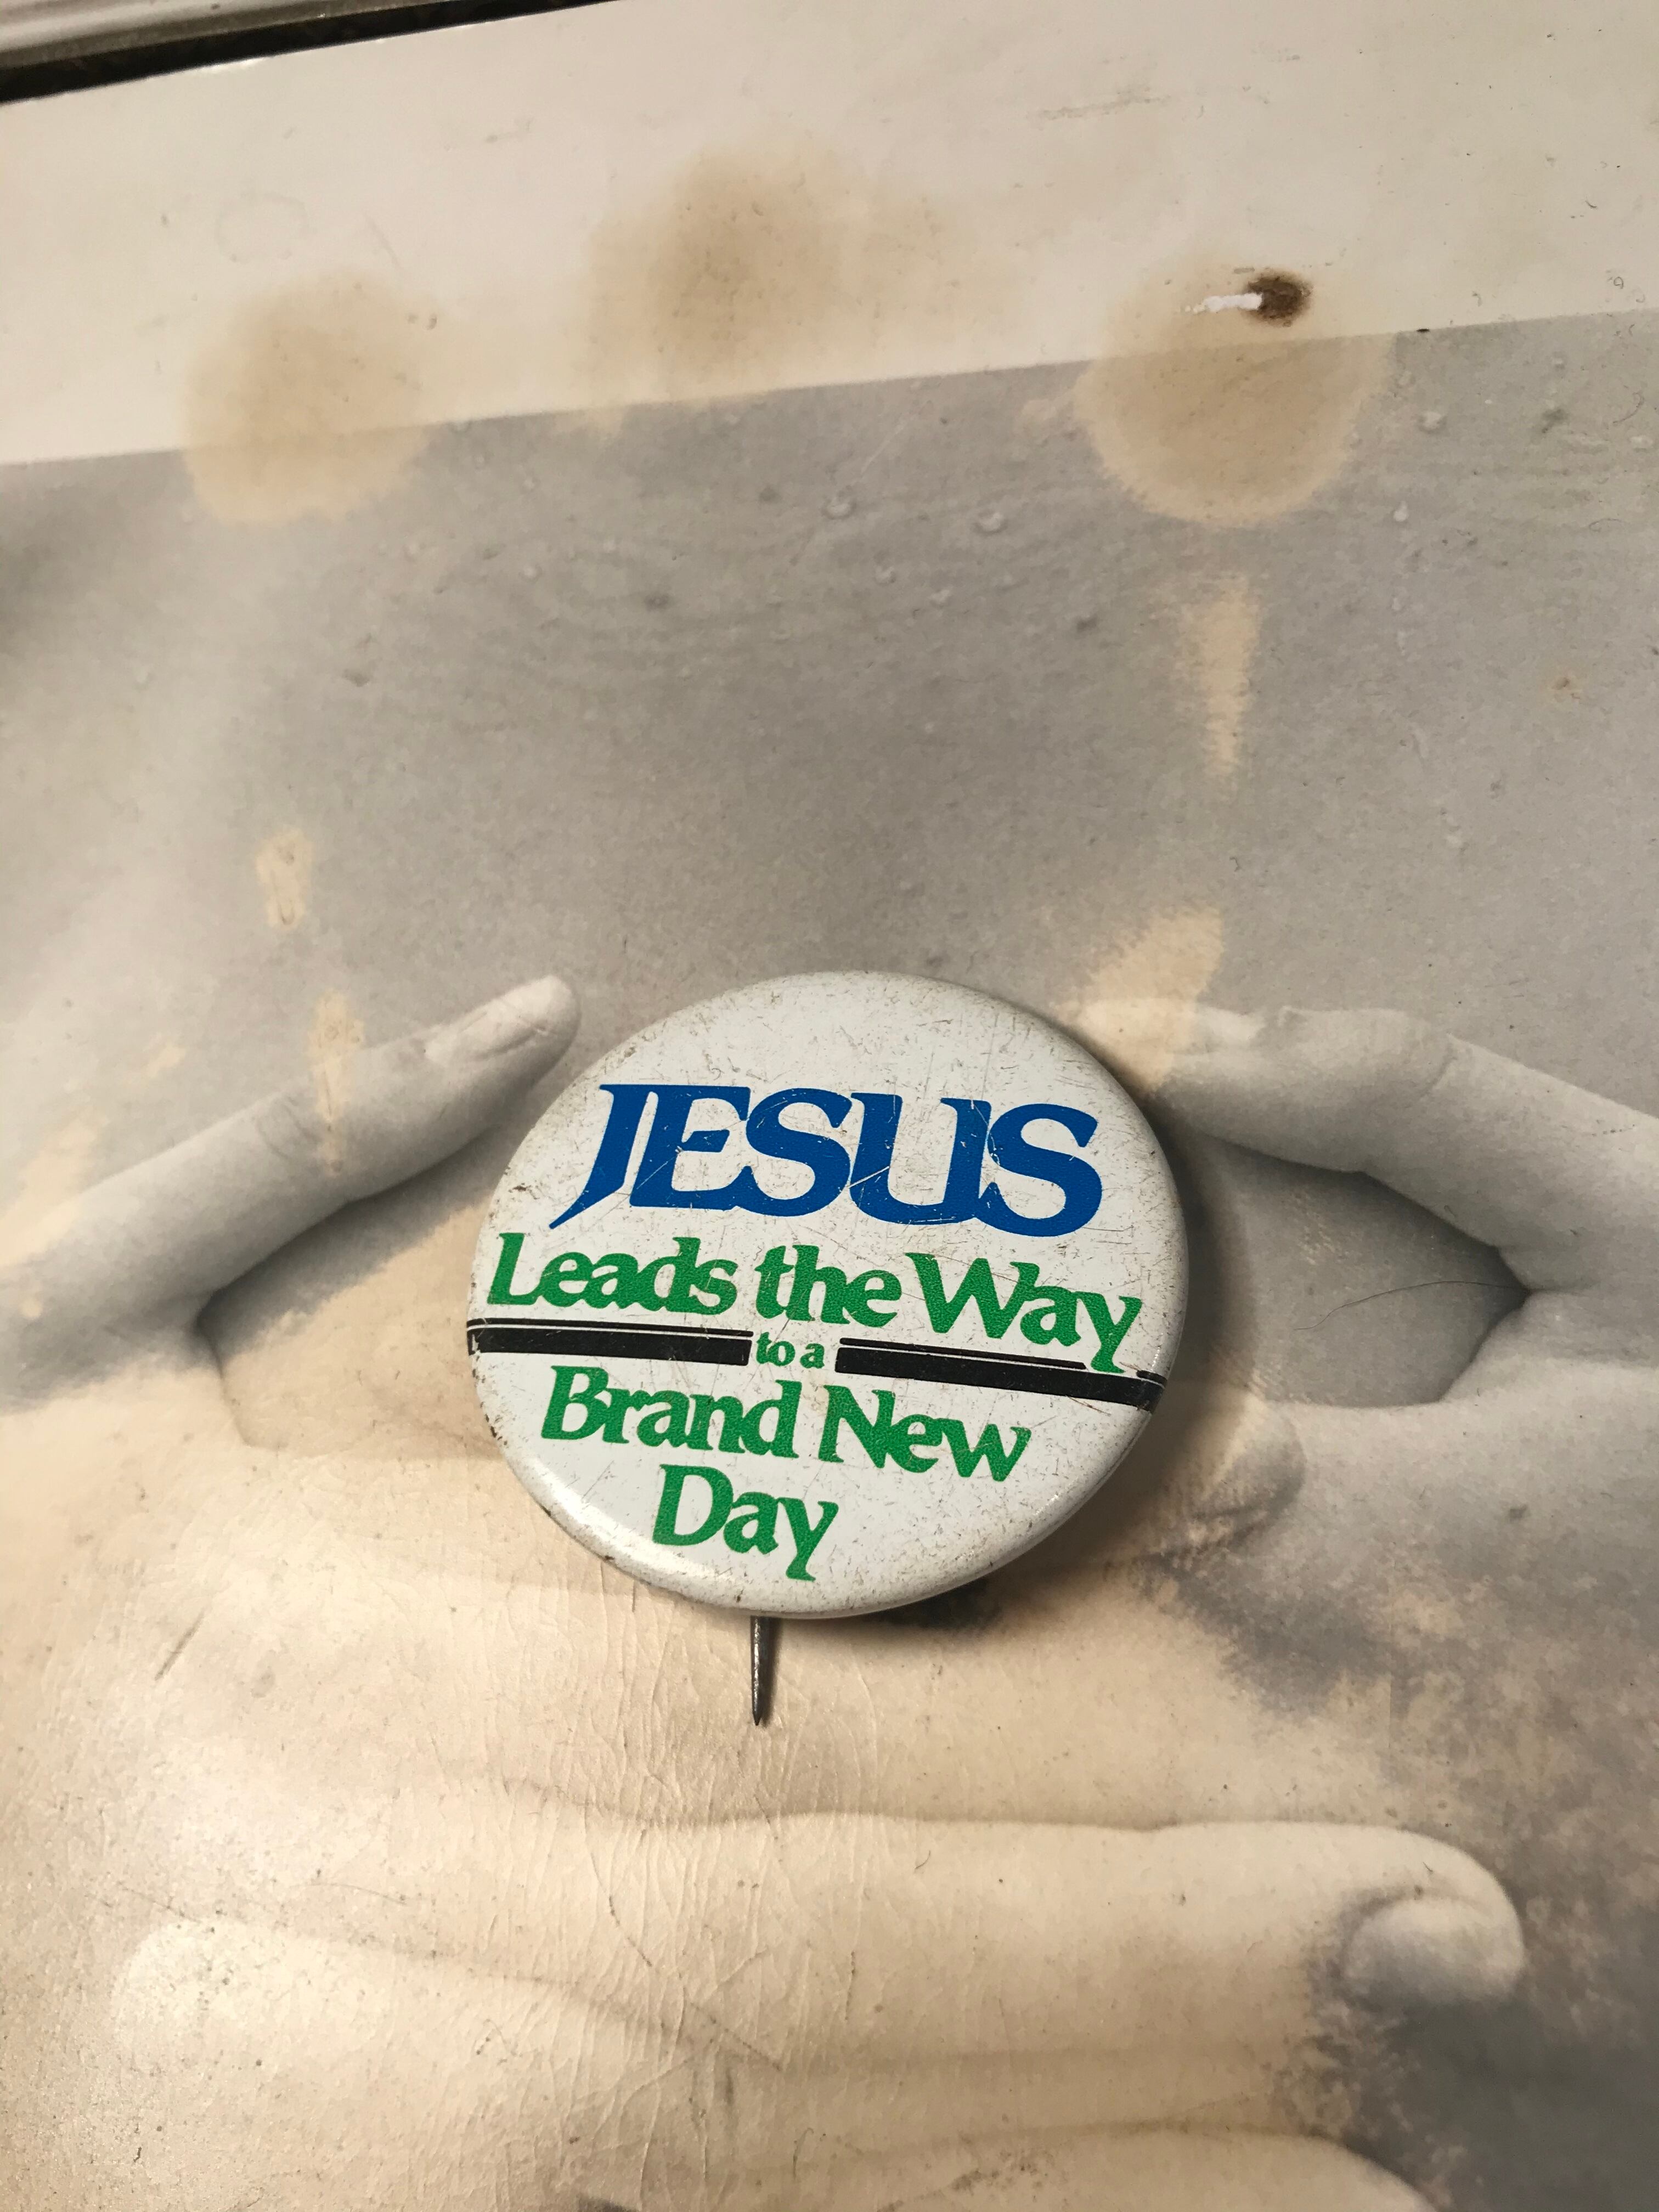 JESUS
Leads the Way
to a
Brand New
Day